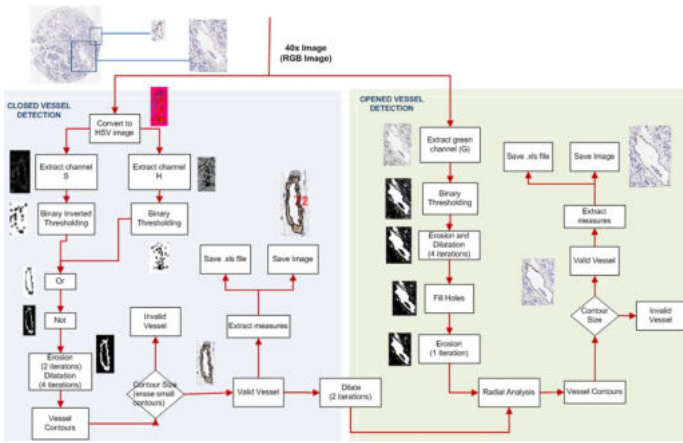 40x Image
(RGB Image)
CLOSED VESSEL
DETECTION
Convert to
HSV image
Extract channel
S
Extract channel
H
Binary Inverted
Thresholding
Binary
Thresholding
Or
Not
Erosion
(2 iterations)
Dilatation
(4 iterations)
Vessel
Contours
Invalid
Vessel
Contour Size
(erase small
contours)
Save .xls file
Save Image
Extract measures
Valid Vessel
Dilate
(2 iterations)
2
OPENED VESSEL
DETECTION
Extract green
channel (G)
Binary
Thresholding
Erosion and
Dilatation
(4 iterations)
Fill Holes
Erosion
(1 iteration)
Radial Analysis
Vessel Contours
Contour
Size
Invalid
Vessel
Valid Vessel
Extract
measures
Save .xls file
Save Image